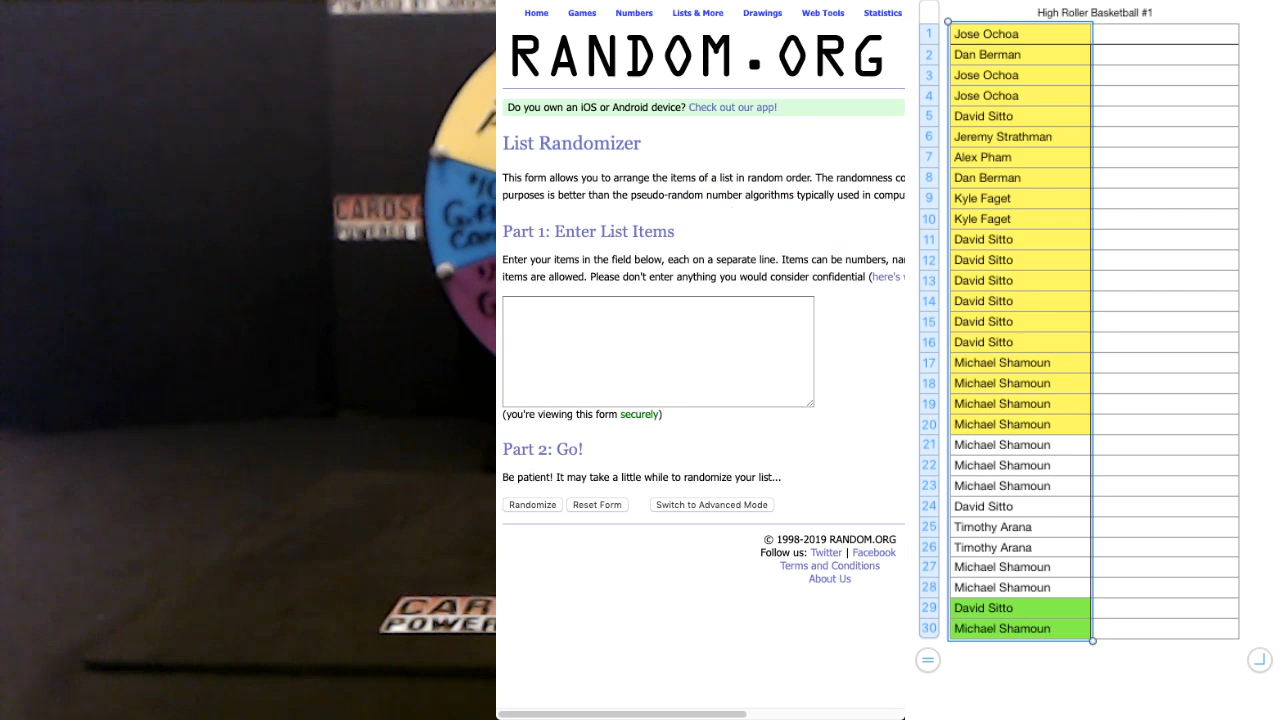 Home Games Numbers Lists & More Drawings Web Tools Statistics
RANDOM.ORG
Do you own an iOS or Android device? Check out our app!
List Randomizer
This form allows you to arrange the items of a list in random order. The randomness co
purposes is better than the pseudo-random number algorithms typically used in compu
Part 1: Enter List Items
Enter your items in the field below, each on a separate line. Items can be numbers, na
items are allowed. Please don't enter anything you would consider confidential (here's
(you're viewing this form securely)
Part 2: Go!
Be patient! It may take a little while to randomize your list...
Randomize Reset Form Switch to Advanced Mode
© 1998-2019 RANDOM.ORG
Follow us: Twitter | Facebook
Terms and Conditions
About Us
High Roller Basketball #1
1 Jose Ochoa
2 Dan Berman
3 Jose Ochoa
4 Jose Ochoa
5 David Sitto
6 Jeremy Strathman
7 Alex Pham
8 Dan Berman
9 Kyle Faget
10 Kyle Faget
11 David Sitto
12 David Sitto
13 David Sitto
14 David Sitto
15 David Sitto
16 David Sitto
17 Michael Shamoun
18 Michael Shamoun
19 Michael Shamoun
20 Michael Shamoun
21 Michael Shamoun
22 Michael Shamoun
23 Michael Shamoun
24 David Sitto
25 Timothy Arana
26 Timothy Arana
27 Michael Shamoun
28 Michael Shamoun
29 David Sitto
30 Michael Shamoun